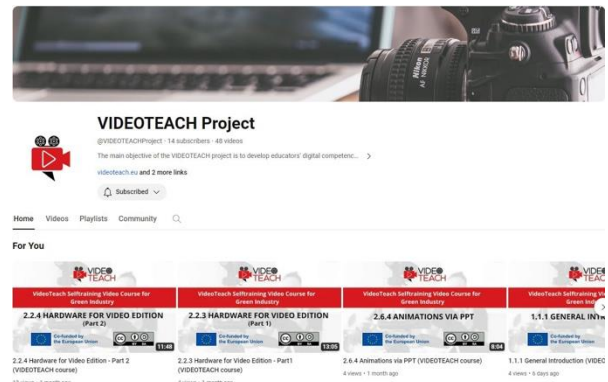 Nikon
AF NIKKOR
VIDEOTEACH Project
@VIDEOTEACHProject · 14 subscribers · 48 videos
The main objective of the VIDEOTEACH project is to develop educators' digital competenc... >
videoteach.eu and 2 more links
Subscribed
Home Videos Playlists Community
For You
VIDEO TEACH
VideoTeach Selftraining Video Course for Green Industry
2.2.4 HARDWARE FOR VIDEO EDITION
(Part 2)
Co-funded by the European Union
11:48
2.2.4 Hardware for Video Edition - Part 2
(VIDEOTEACH course)
VIDEO TEACH
VideoTeach Selftraining Video Course for Green Industry
2.2.3 HARDWARE FOR VIDEO EDITION
(Part 1)
Co-funded by the European Union
13:05
2.2.3 Hardware for Video Edition - Part1
(VIDEOTEACH course)
VIDEO TEACH
VideoTeach Selftraining Video Course for Green Industry
2.6.4 ANIMATIONS VIA PPT
Co-funded by the European Union
8:04
2.6.4 Animations via PPT (VIDEOTEACH course)
4 views · 1 month ago
VIDEO TEACH
VideoTeach Selftraining
Green
1.1.1 GENERAL
Co-funded by the European Union
1.1.1 General Introduction (VIDEO
4 views · 6 days ago